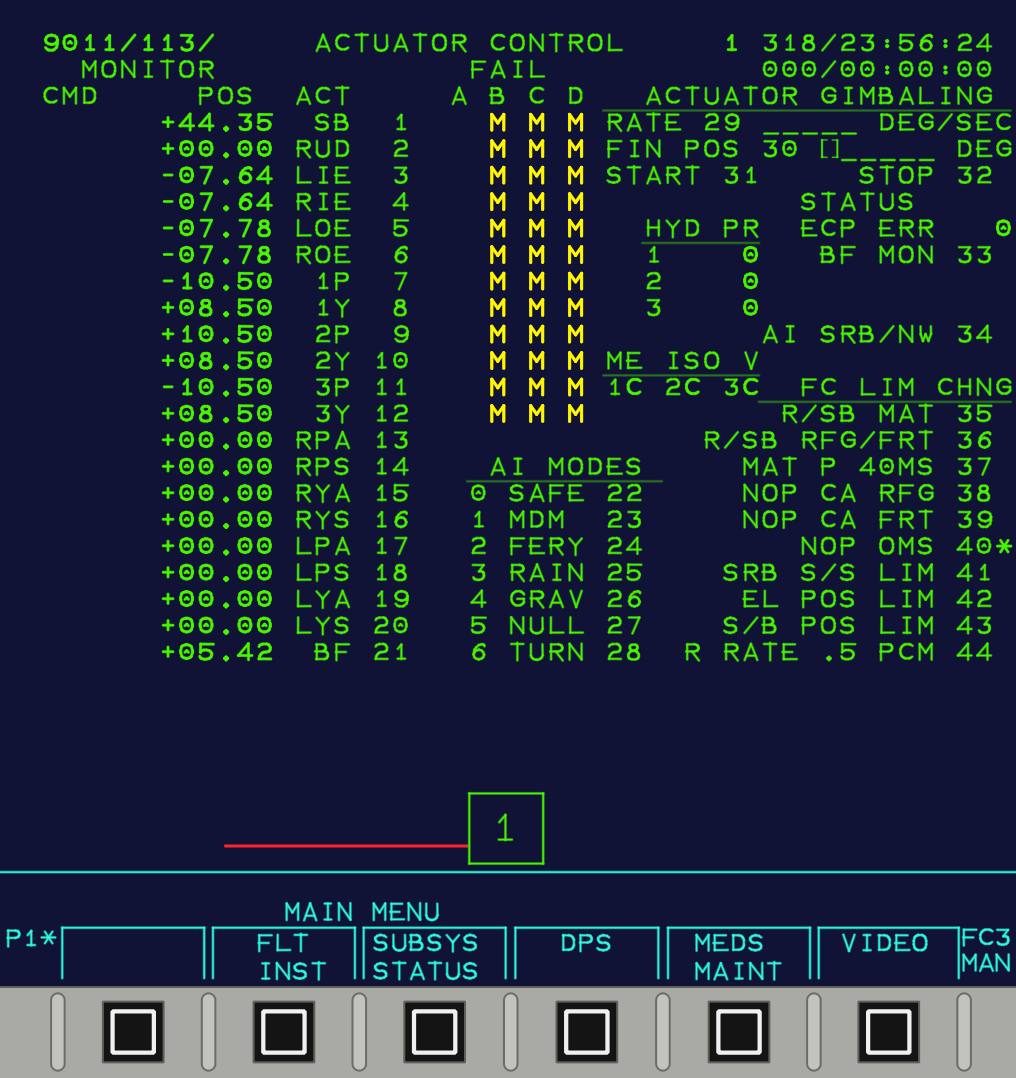 9011/113/ ACTUATOR CONTROL 1 318/23:56:24
MONITOR FAIL 000/00:00:00
CMD POS ACT A B C D ACTUATOR GIMBALING
+44.35 SB 1 M M M RATE 29 _____ DEG/SEC
+00.00 RUD 2 M M M FIN POS 30 []_____ DEG
-07.64 LIE 3 M M M START 31 STOP 32
-07.64 RIE 4 M M M STATUS
-07.78 LOE 5 M M M HYD PR ECP ERR 0
-07.78 ROE 6 M M M 1 0 BF MON 33
-10.50 1P 7 M M M 2 0
+08.50 1Y 8 M M M 3 0
+10.50 2P 9 M M M AI SRB/NW 34
+08.50 2Y 10 M M M ME ISO V
-10.50 3P 11 M M M 1C 2C 3C FC LIM CHNG
+08.50 3Y 12 M M M R/SB MAT 35
+00.00 RPA 13 R/SB RFG/FRT 36
+00.00 RPS 14 AI MODES MAT P 40MS 37
+00.00 RYA 15 0 SAFE 22 NOP CA RFG 38
+00.00 RYS 16 1 MDM 23 NOP CA FRT 39
+00.00 LPA 17 2 FERY 24 NOP OMS 40*
+00.00 LPS 18 3 RAIN 25 SRB S/S LIM 41
+00.00 LYA 19 4 GRAV 26 EL POS LIM 42
+00.00 LYS 20 5 NULL 27 S/B POS LIM 43
+05.42 BF 21 6 TURN 28 R RATE .5 PCM 44
1
MAIN MENU
P1* FLT INST SUBSYS STATUS DPS MEDS MAINT VIDEO FC3 MAN